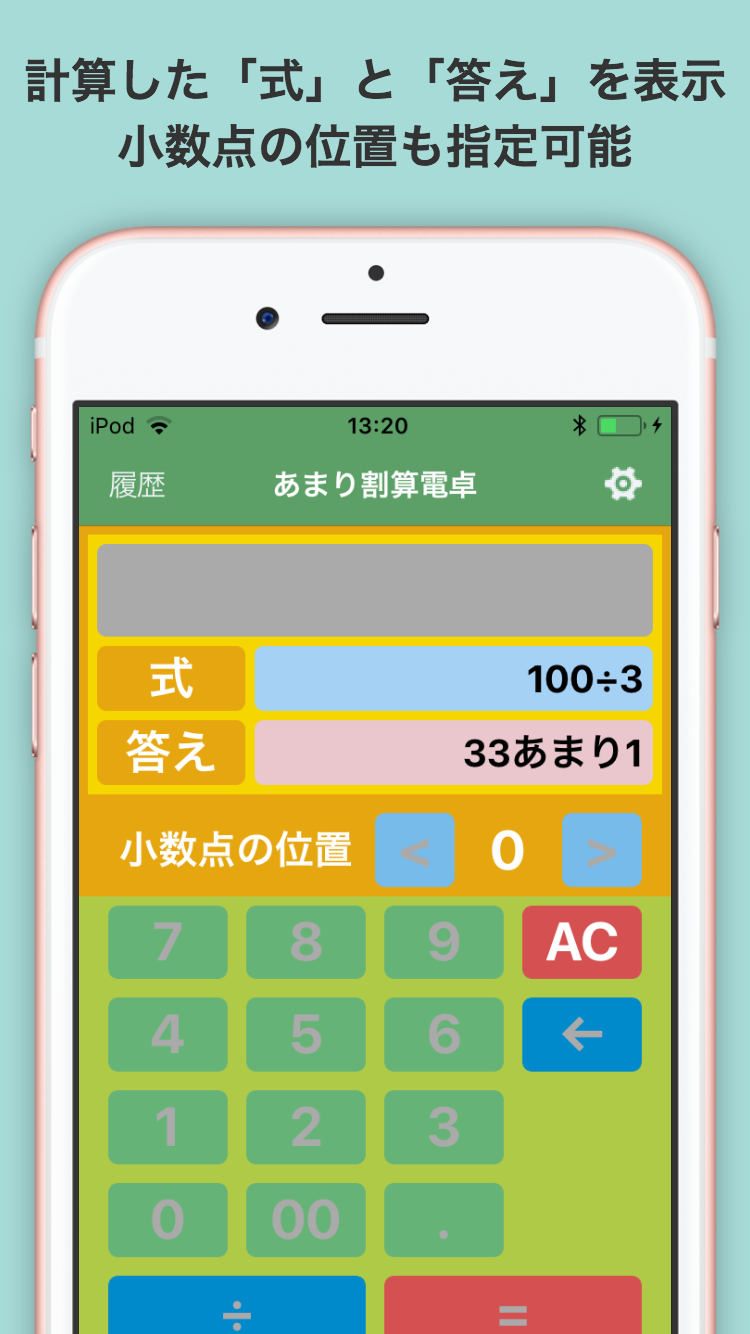 計算した「式」と「答え」を表示
小数点の位置も指定可能
iPod 13:20
履歴 あまり割算電卓
式 100÷3
答え 33あまり1
小数点の位置 < 0 >
7 8 9 AC
4 5 6 ←
1 2 3
0 00 .
÷ =